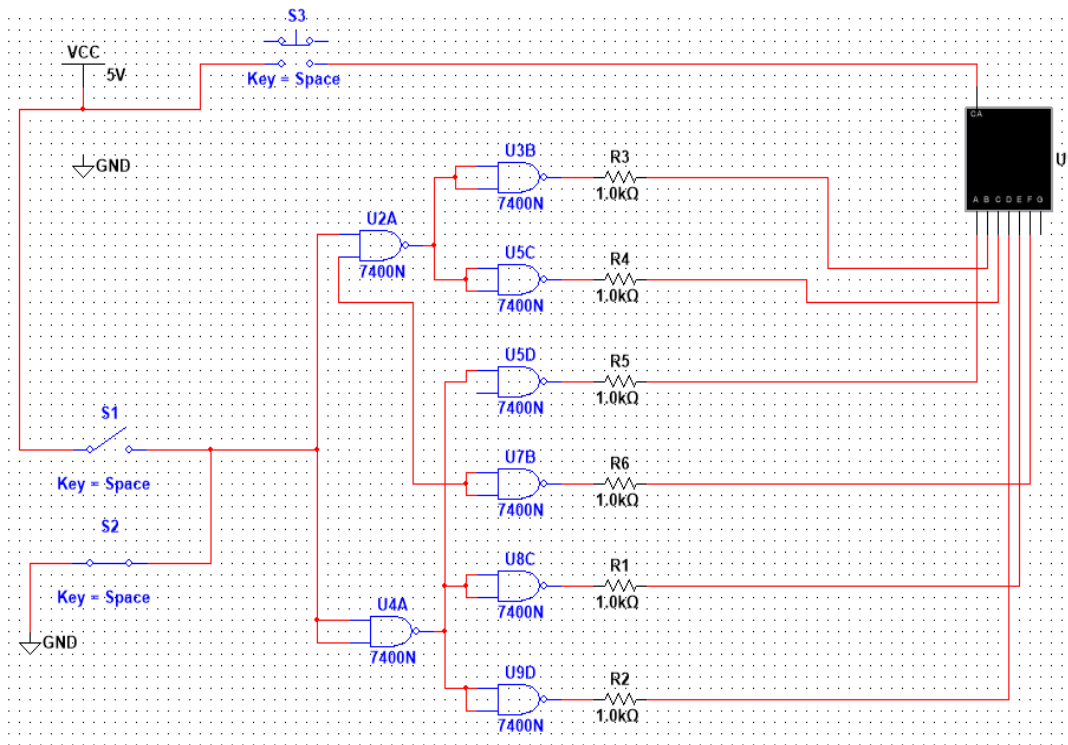 S3
VCC
5V
Key = Space
CA
GND
U3B
R3
U
7400N
1.0kΩ
A B C D E F G
U2A
7400N
U5C
R4
7400N
1.0kΩ
U5D
R5
7400N
1.0kΩ
S1
Key = Space
U7B
R6
7400N
1.0kΩ
S2
Key = Space
U8C
R1
7400N
1.0kΩ
U4A
7400N
GND
U9D
R2
7400N
1.0kΩ